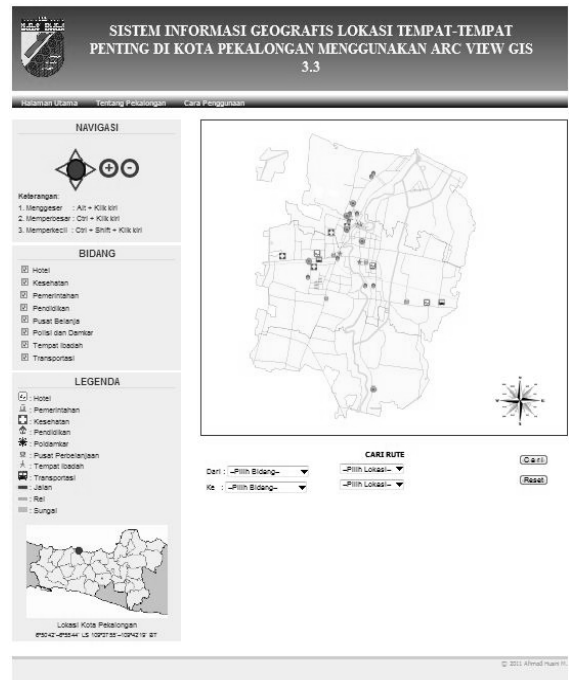 SISTEM INFORMASI GEOGRAFIS LOKASI TEMPAT-TEMPAT
PENTING DI KOTA PEKALONGAN MENGGUNAKAN ARC VIEW GIS
3.3
Halaman Utama Tentang Pekalongan Cara Penggunaan
NAVIGASI
Keterangan:
1. Menggeser : Alt + Klik kiri
2. Memperbesar : Ctrl + Klik kiri
3. Memperkecil : Ctrl + Shift + Klik kiri
BIDANG
Hotel
Kesehatan
Pemerintahan
Pendidikan
Pusat Belanja
Polisi dan Damkar
Tempat Ibadah
Transportasi
LEGENDA
: Hotel
: Pemerintahan
: Kesehatan
: Pendidikan
: Poldamkar
: Pusat Perbelanjaan
: Tempat Ibadah
: Transportasi
: Jalan
: Rel
: Sungai
Lokasi Kota Pekalongan
CARI RUTE
Dari : --Pilih Bidang-- --Pilih Lokasi-- Cari
Ke : --Pilih Bidang-- --Pilih Lokasi-- Reset
© 2011 Ahmad Husni H.